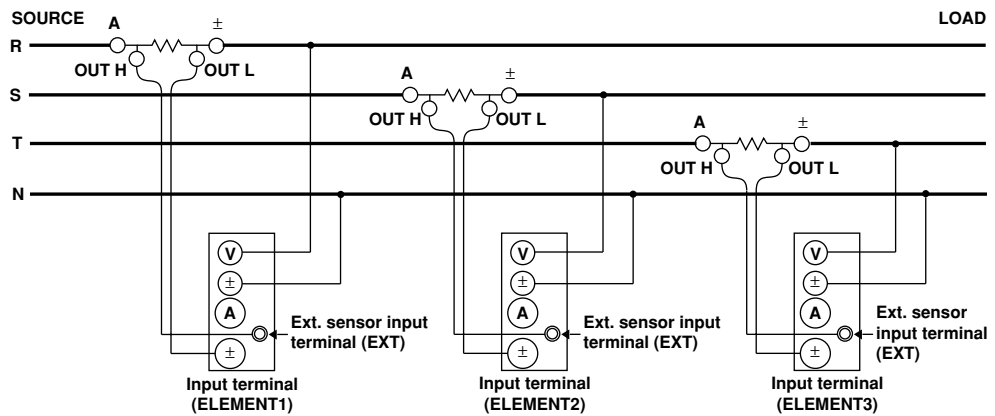 SOURCE
LOAD
A ±
R
OUT H OUT L
A ±
S
OUT H OUT L
A ±
T
OUT H OUT L
N
V
±
A
±
Ext. sensor input
terminal (EXT)
Input terminal
(ELEMENT1)
V
±
A
±
Ext. sensor input
terminal (EXT)
Input terminal
(ELEMENT2)
V
±
A
±
Ext. sensor
input terminal
(EXT)
Input terminal
(ELEMENT3)